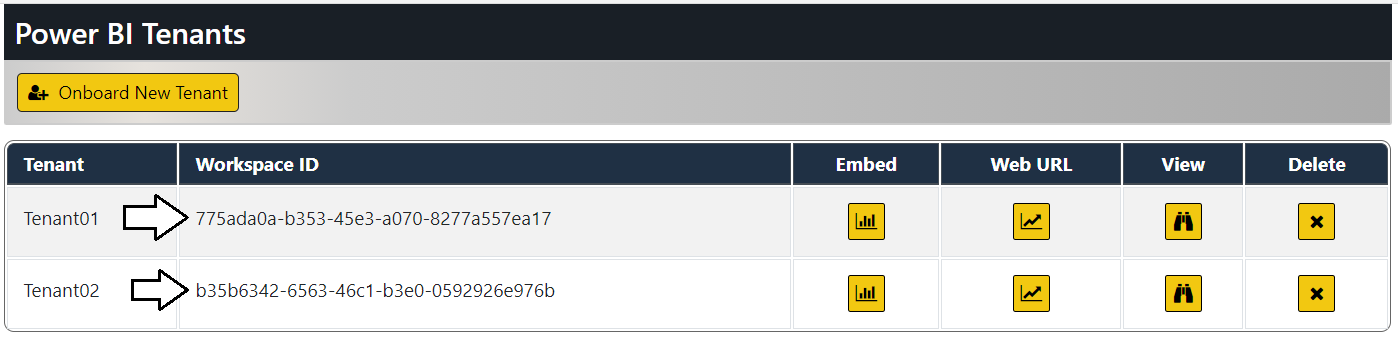 Power BI Tenants
Onboard New Tenant
Tenant Workspace ID Embed Web URL View Delete
Tenant01 775ada0a-b353-45e3-a070-8277a557ea17
Tenant02 b35b6342-6563-46c1-b3e0-0592926e976b